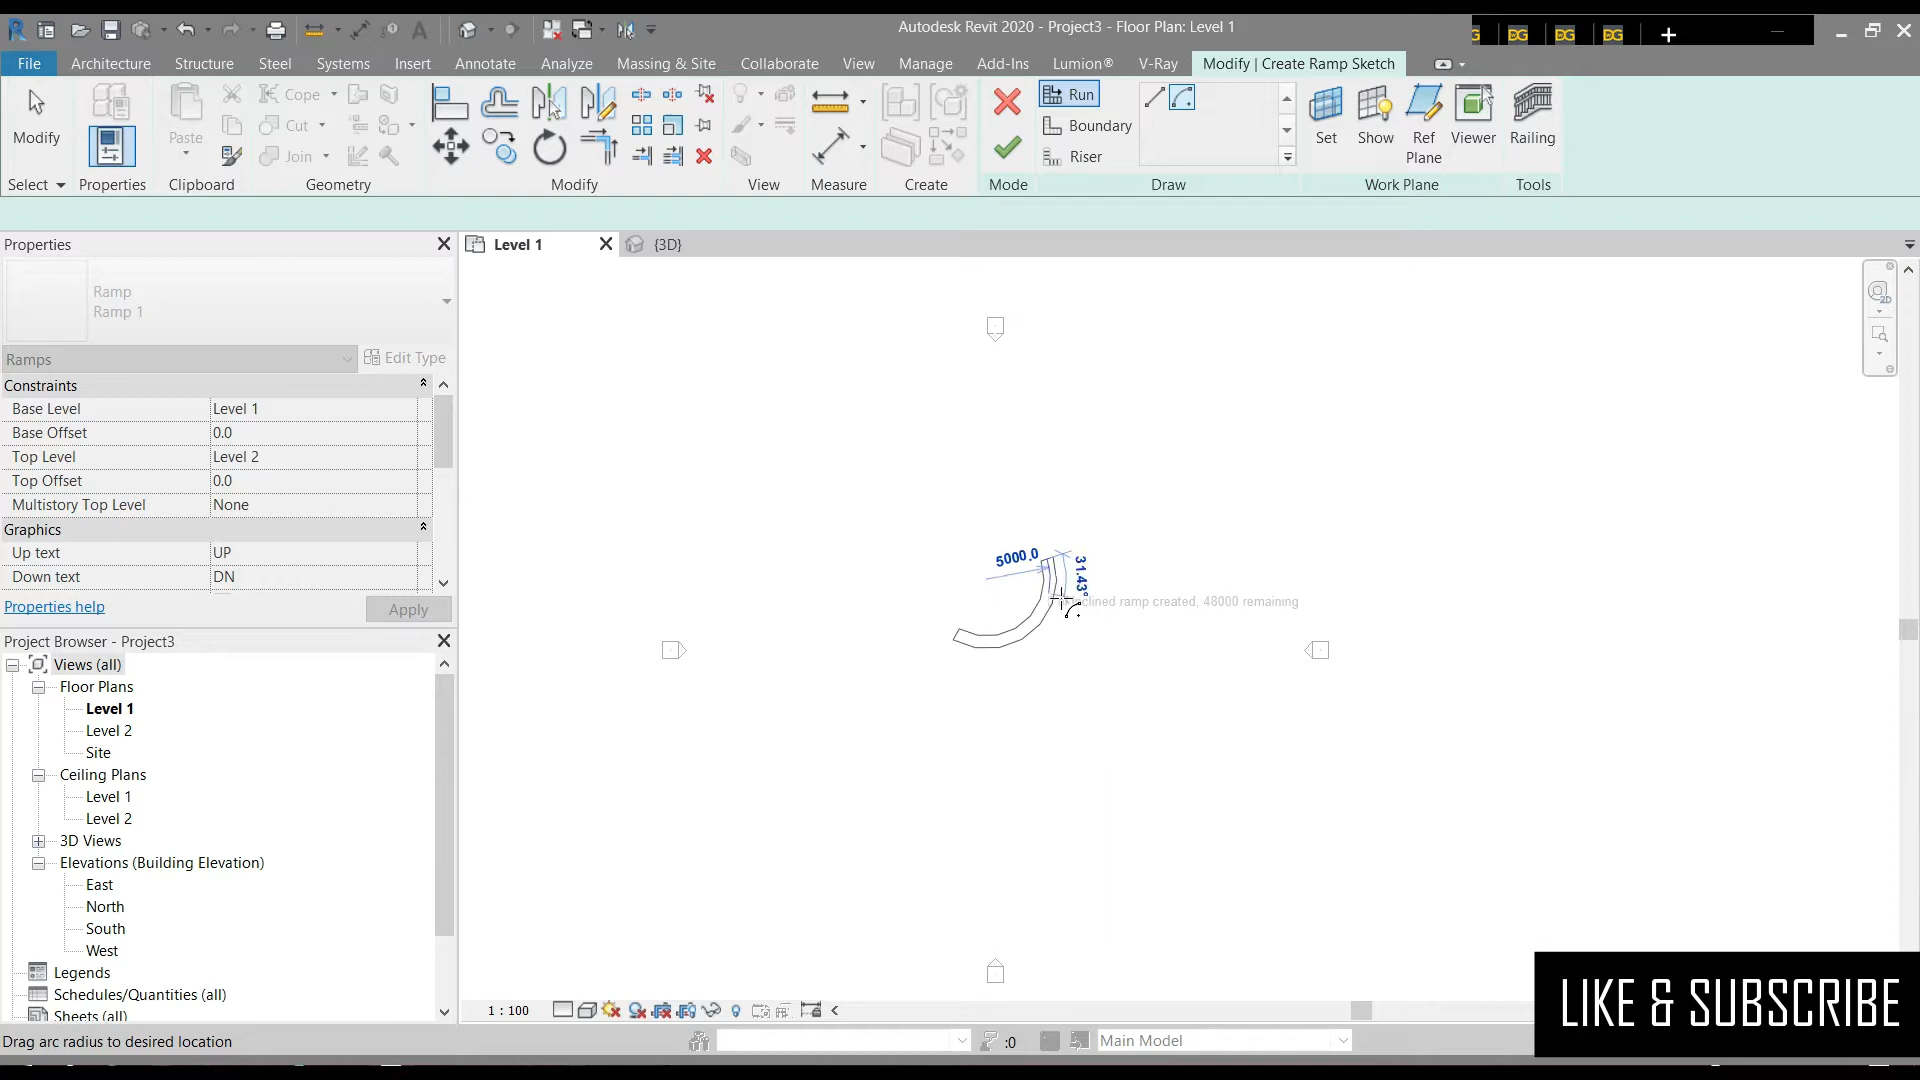 Autodesk Revit 2020 - Project3 - Floor Plan: Level 1
File Architecture Structure Steel Systems Insert Annotate Analyze Massing & Site Collaborate View Manage Add-Ins Lumion® V-Ray Modify | Create Ramp Sketch
Modify
Paste
Cope
Cut
Join
Run
Boundary
Riser
Set
Show
Ref Plane
Viewer
Railing
Select Properties Clipboard Geometry Modify View Measure Create Mode Draw Work Plane Tools
Properties
Level 1
{3D}
Ramp
Ramp 1
Ramps
Edit Type
Constraints
Base Level Level 1
Base Offset 0.0
Top Level Level 2
Top Offset 0.0
Multistory Top Level None
Graphics
Up text UP
Down text DN
Properties help
Apply
5000.0
31.43°
inclined ramp created, 48000 remaining
Project Browser - Project3
Views (all)
Floor Plans
Level 1
Level 2
Site
Ceiling Plans
Level 1
Level 2
3D Views
Elevations (Building Elevation)
East
North
South
West
Legends
Schedules/Quantities (all)
Sheets (all)
1 : 100
LIKE & SUBSCRIBE
Drag arc radius to desired location
:0
Main Model